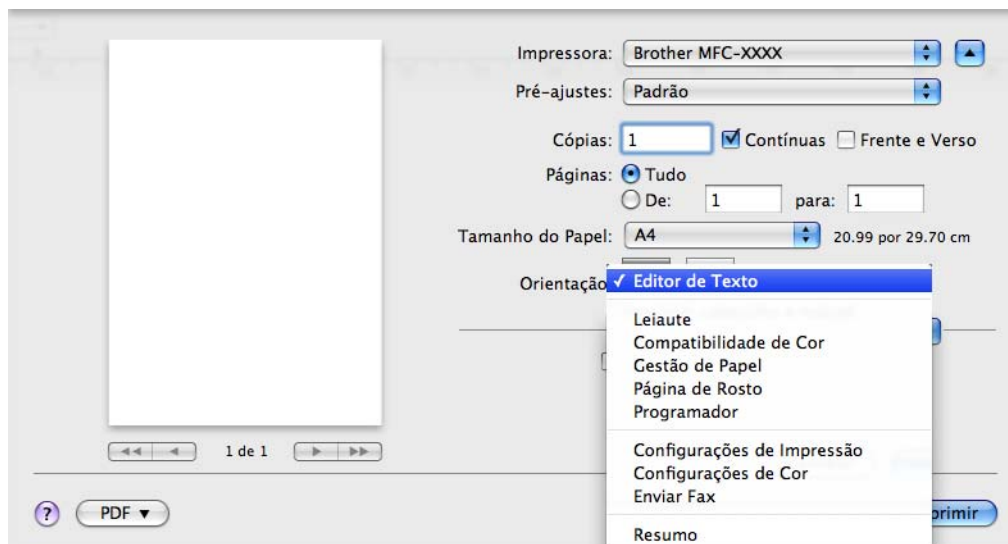 Impressora: Brother MFC-XXXX
Pré-ajustes: Padrão
Cópias: 1 Contínuas Frente e Verso
Páginas: Tudo
De: 1 para: 1
Tamanho do Papel: A4 20.99 por 29.70 cm
Orientação
✓ Editor de Texto
Leiaute
Compatibilidade de Cor
Gestão de Papel
Página de Rosto
Programador
Configurações de Impressão
Configurações de Cor
Enviar Fax
Resumo
1 de 1
? PDF ▼
primir